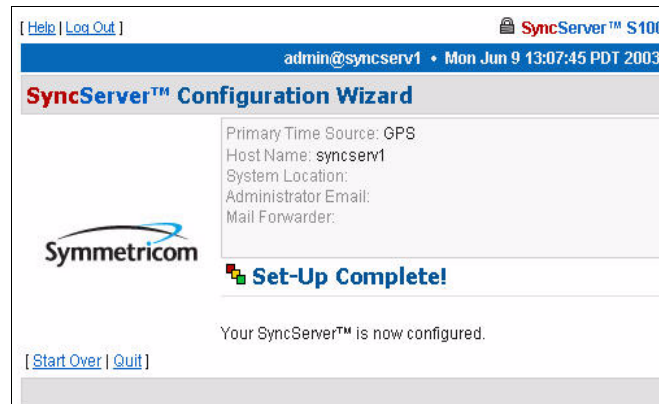 [ Help | Log Out ]
SyncServer™ S100
admin@syncserv1 • Mon Jun 9 13:07:45 PDT 2003
SyncServer™ Configuration Wizard
Primary Time Source: GPS
Host Name: syncserv1
System Location:
Administrator Email:
Mail Forwarder:
Symmetricom
Set-Up Complete!
Your SyncServer™ is now configured.
[ Start Over | Quit ]